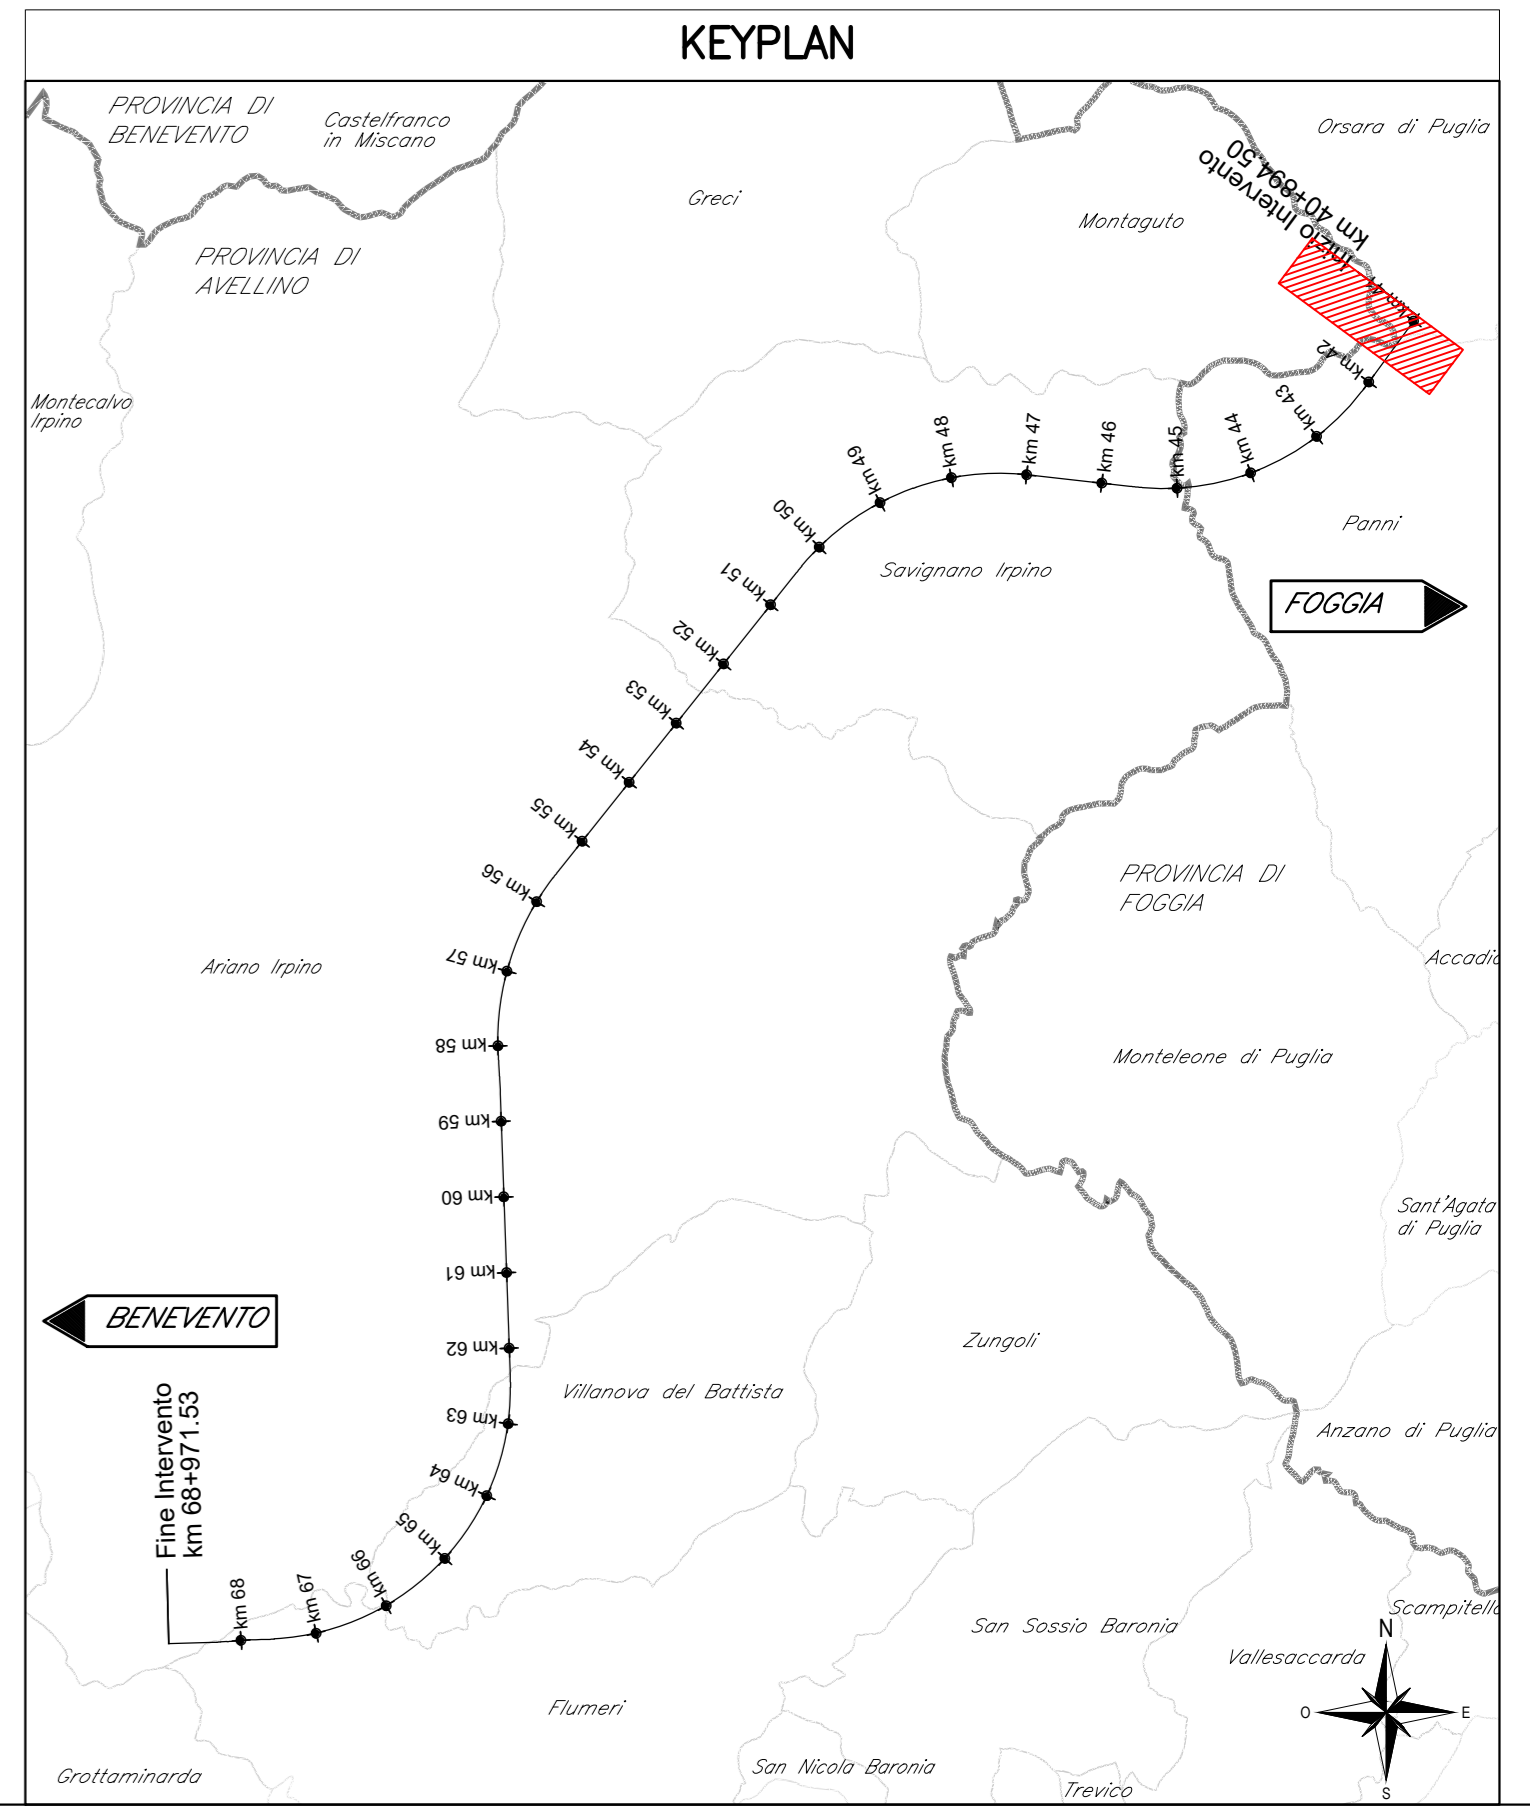 KEYPLAN
PROVINCIA DI
BENEVENTO
Castelfranco
in Miscano
Orsara di Puglia
Greci
Montaguto
Inizio Intervento
km 40+894.50
PROVINCIA DI
AVELLINO
km 41
km 42
Montecalvo
Irpino
km 43
km 44
km 45
km 46
km 47
km 48
km 49
km 50
Panni
Savignano Irpino
km 51
FOGGIA
km 52
km 53
km 54
km 55
km 56
PROVINCIA DI
FOGGIA
Ariano Irpino
km 57
km 58
Monteleone di Puglia
km 59
km 60
Sant'Agata
di Puglia
km 61
BENEVENTO
km 62
Zungoli
Villanova del Battista
km 63
Anzano di Puglia
Fine Intervento
km 68+971.53
km 64
km 65
km 66
km 67
km 68
San Sossio Baronia
Vallesaccarda
N
O
E
S
Flumeri
San Nicola Baronia
Grottaminarda
Trevico